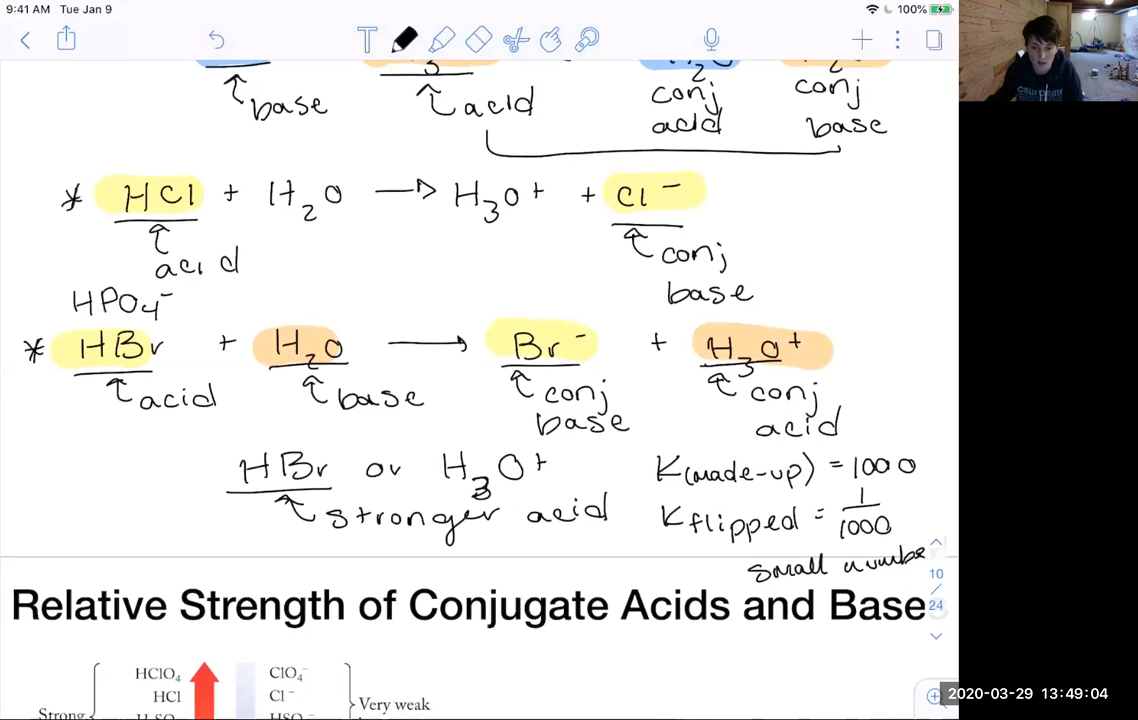 9:41 AM Tue Jan 9
100%
base
acid
conj
acid
conj
base
* HCl + H2O → H3O+ + Cl-
acid
conj
base
HPO4-
* HBr + H2O → Br- + H3O+
acid
base
conj
base
conj
acid
HBr or H3O+
stronger acid
K(made-up) = 1000
Kflipped = 1/1000
small numbe
10
/
24
Relative Strength of Conjugate Acids and Base
HClO4
ClO4-
HCl
Cl-
Very weak
Strong
2020-03-29 13:49:04